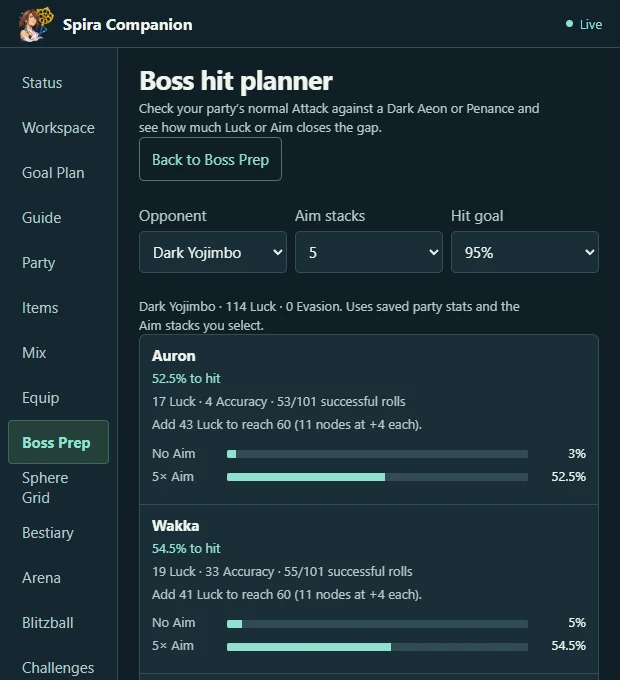 Spira Companion
Live
Status
Workspace
Goal Plan
Guide
Party
Items
Mix
Equip
Boss Prep
Sphere
Grid
Bestiary
Arena
Blitzball
Challenges
Boss hit planner
Check your party's normal Attack against a Dark Aeon or Penance and
see how much Luck or Aim closes the gap.
Back to Boss Prep
Opponent
Aim stacks
Hit goal
Dark Yojimbo
5
95%
Dark Yojimbo · 114 Luck · 0 Evasion. Uses saved party stats and the
Aim stacks you select.
Auron
52.5% to hit
17 Luck · 4 Accuracy · 53/101 successful rolls
Add 43 Luck to reach 60 (11 nodes at +4 each).
No Aim 3%
5× Aim 52.5%
Wakka
54.5% to hit
19 Luck · 33 Accuracy · 55/101 successful rolls
Add 41 Luck to reach 60 (11 nodes at +4 each).
No Aim 5%
5× Aim 54.5%